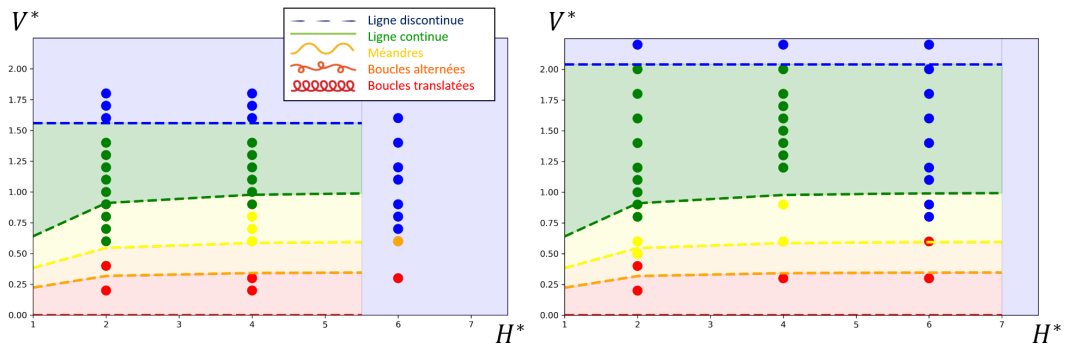 V*
Ligne discontinue
Ligne continue
Méandres
Boucles alternées
Boucles translatées
2.00
1.75
1.50
1.25
1.00
0.75
0.50
0.25
0.00
1 2 3 4 5 6 7
H*
V*
2.00
1.75
1.50
1.25
1.00
0.75
0.50
0.25
0.00
1 2 3 4 5 6 7
H*